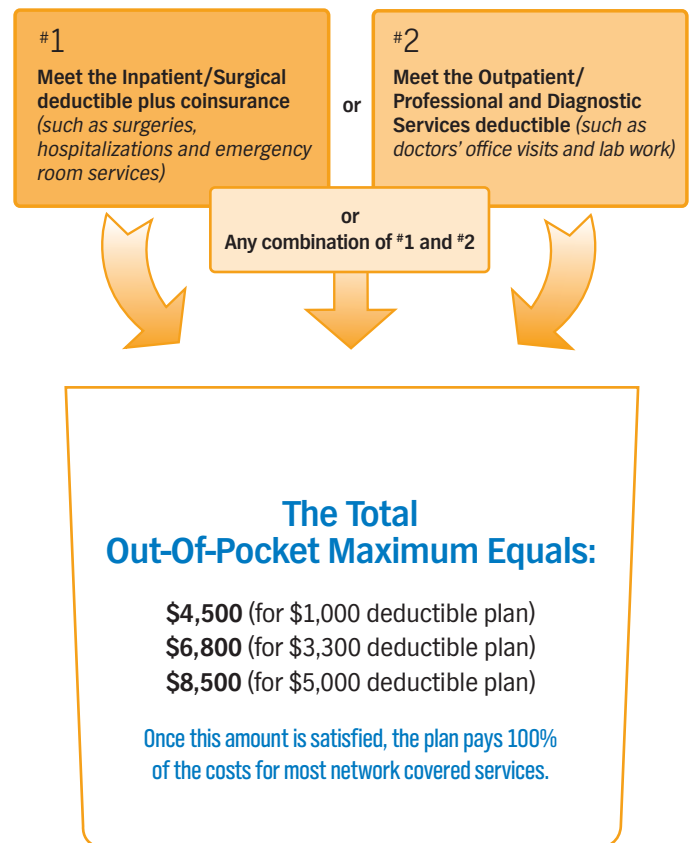 #1
Meet the Inpatient/Surgical
deductible plus coinsurance
(such as surgeries,
hospitalizations and emergency
room services)
or
#2
Meet the Outpatient/
Professional and Diagnostic
Services deductible (such as
doctors' office visits and lab work)
or
Any combination of #1 and #2
The Total
Out-Of-Pocket Maximum Equals:
$4,500 (for $1,000 deductible plan)
$6,800 (for $3,300 deductible plan)
$8,500 (for $5,000 deductible plan)
Once this amount is satisfied, the plan pays 100%
of the costs for most network covered services.